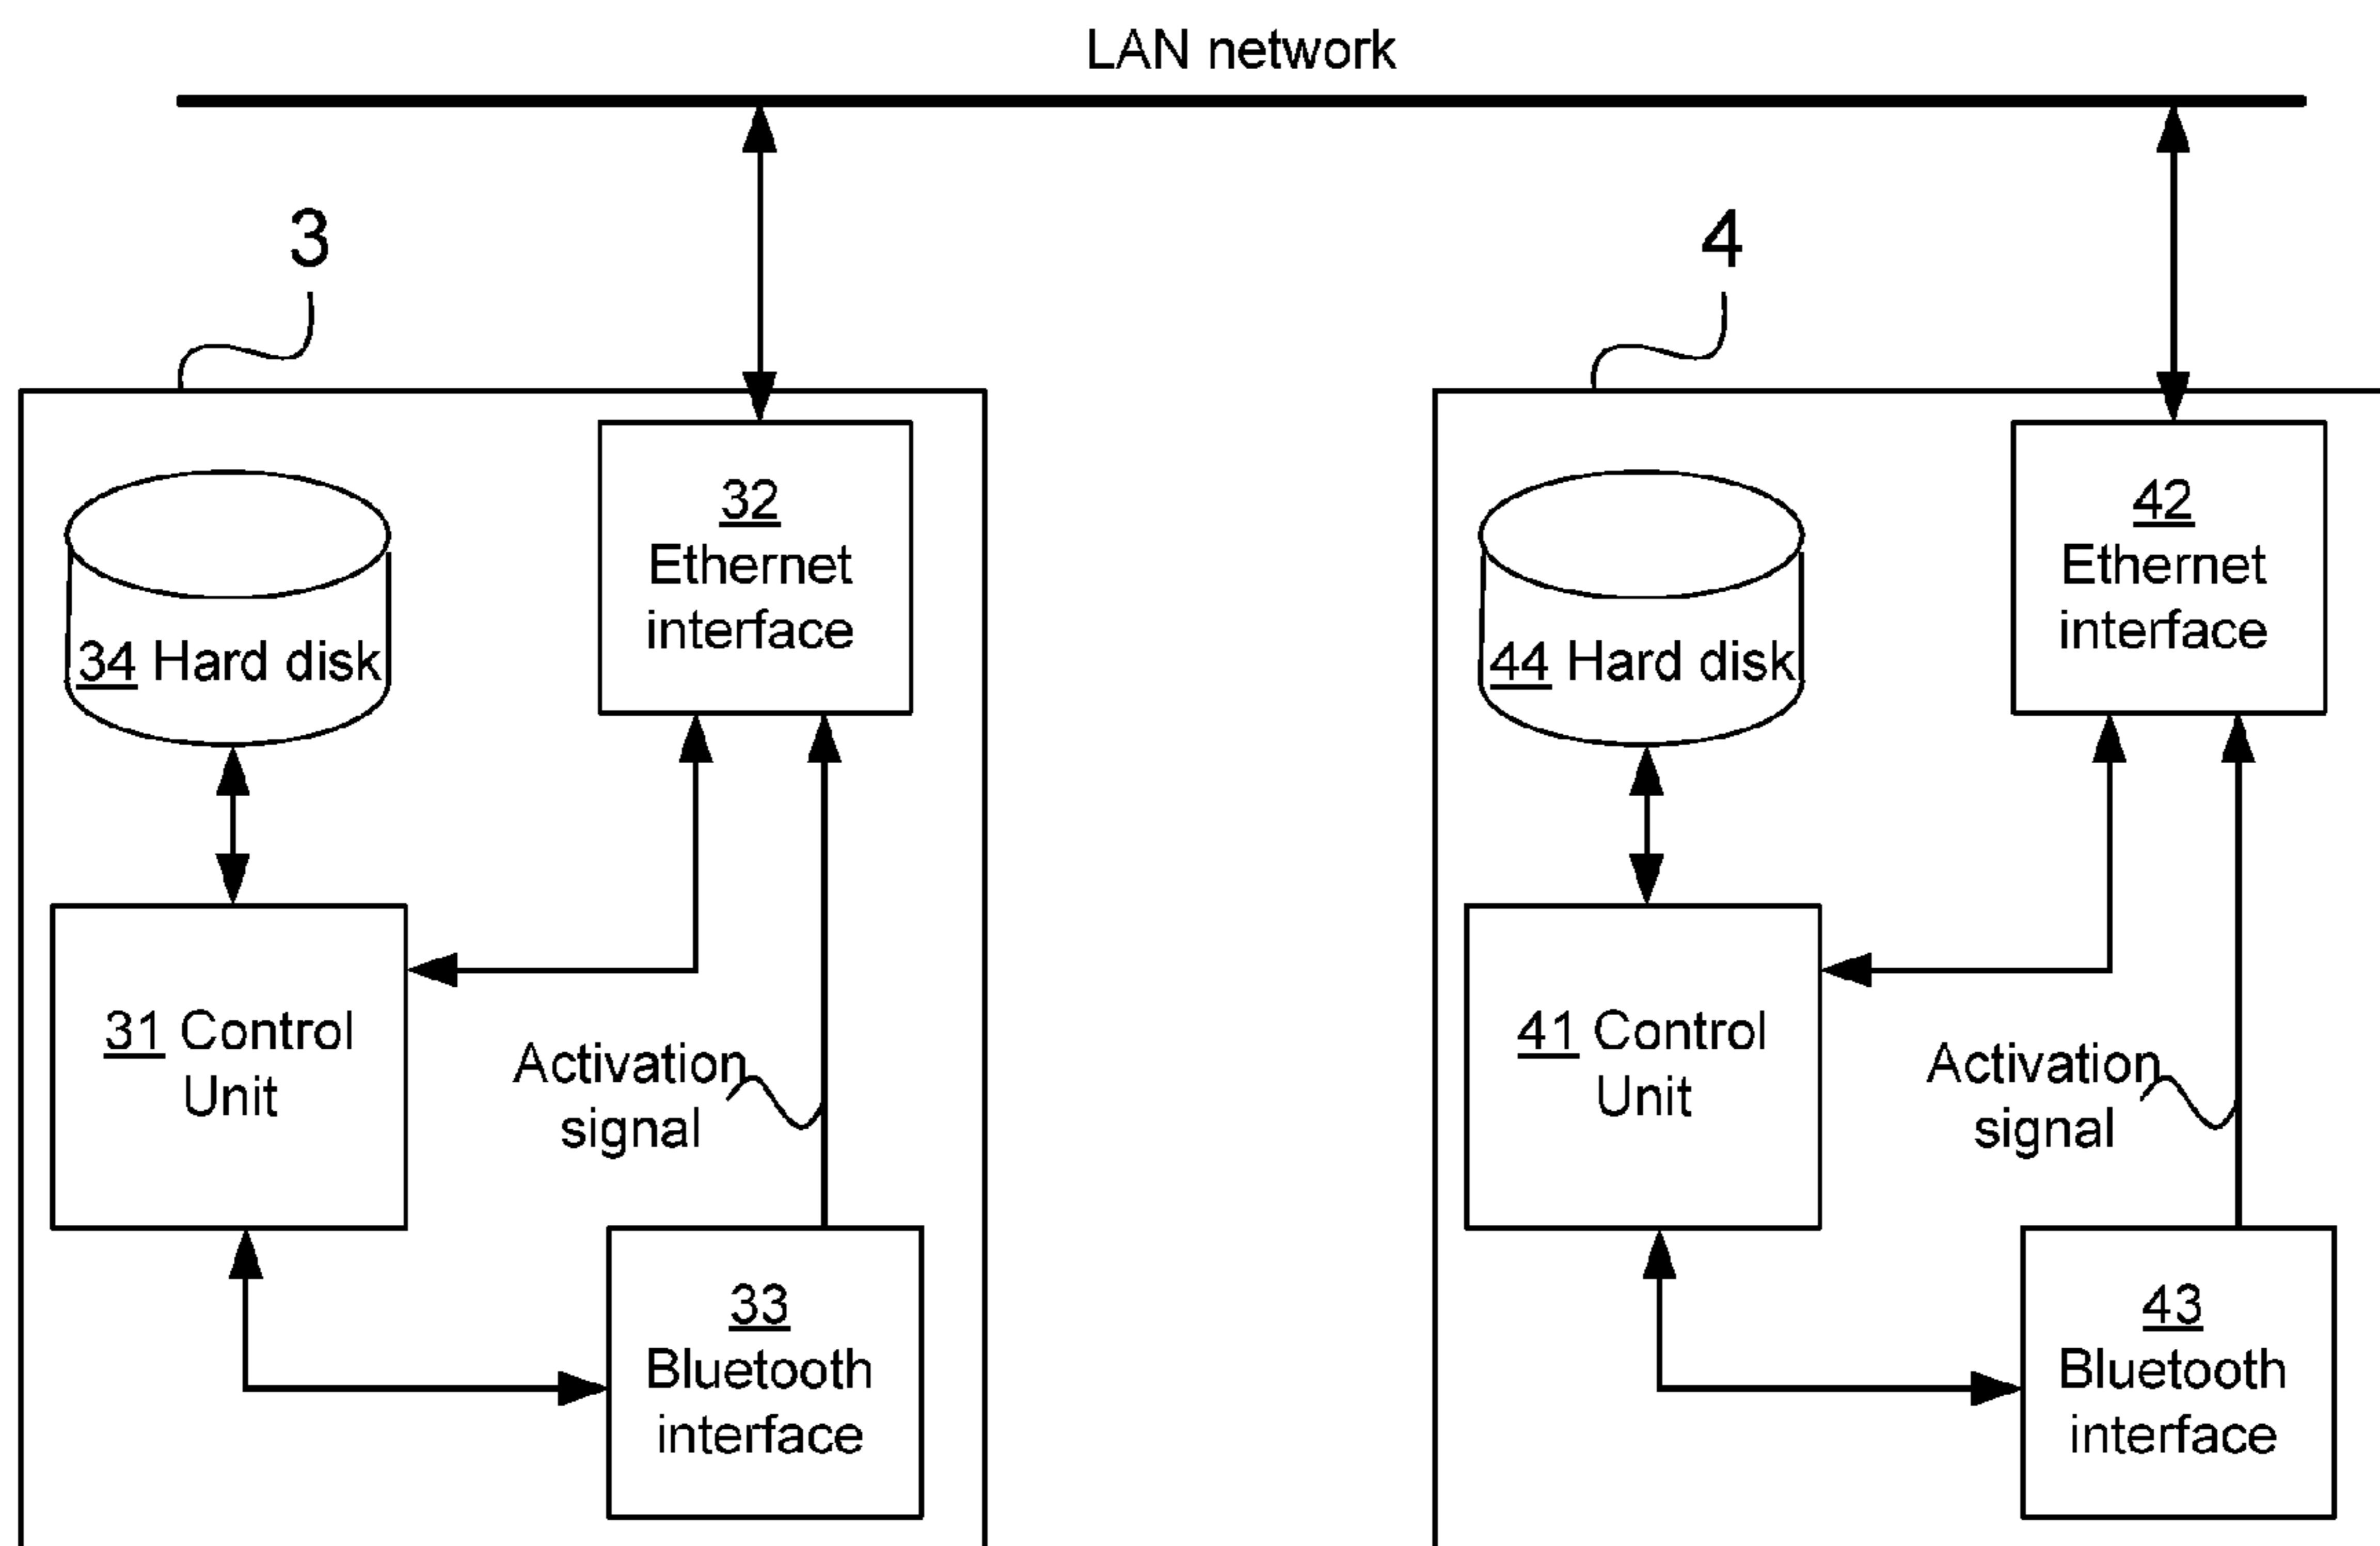 LAN network
3
32
Ethernet
interface
34 Hard disk
31 Control
Unit
Activation
signal
33
Bluetooth
interface
4
42
Ethernet
interface
44 Hard disk
41 Control
Unit
Activation
signal
43
Bluetooth
interface